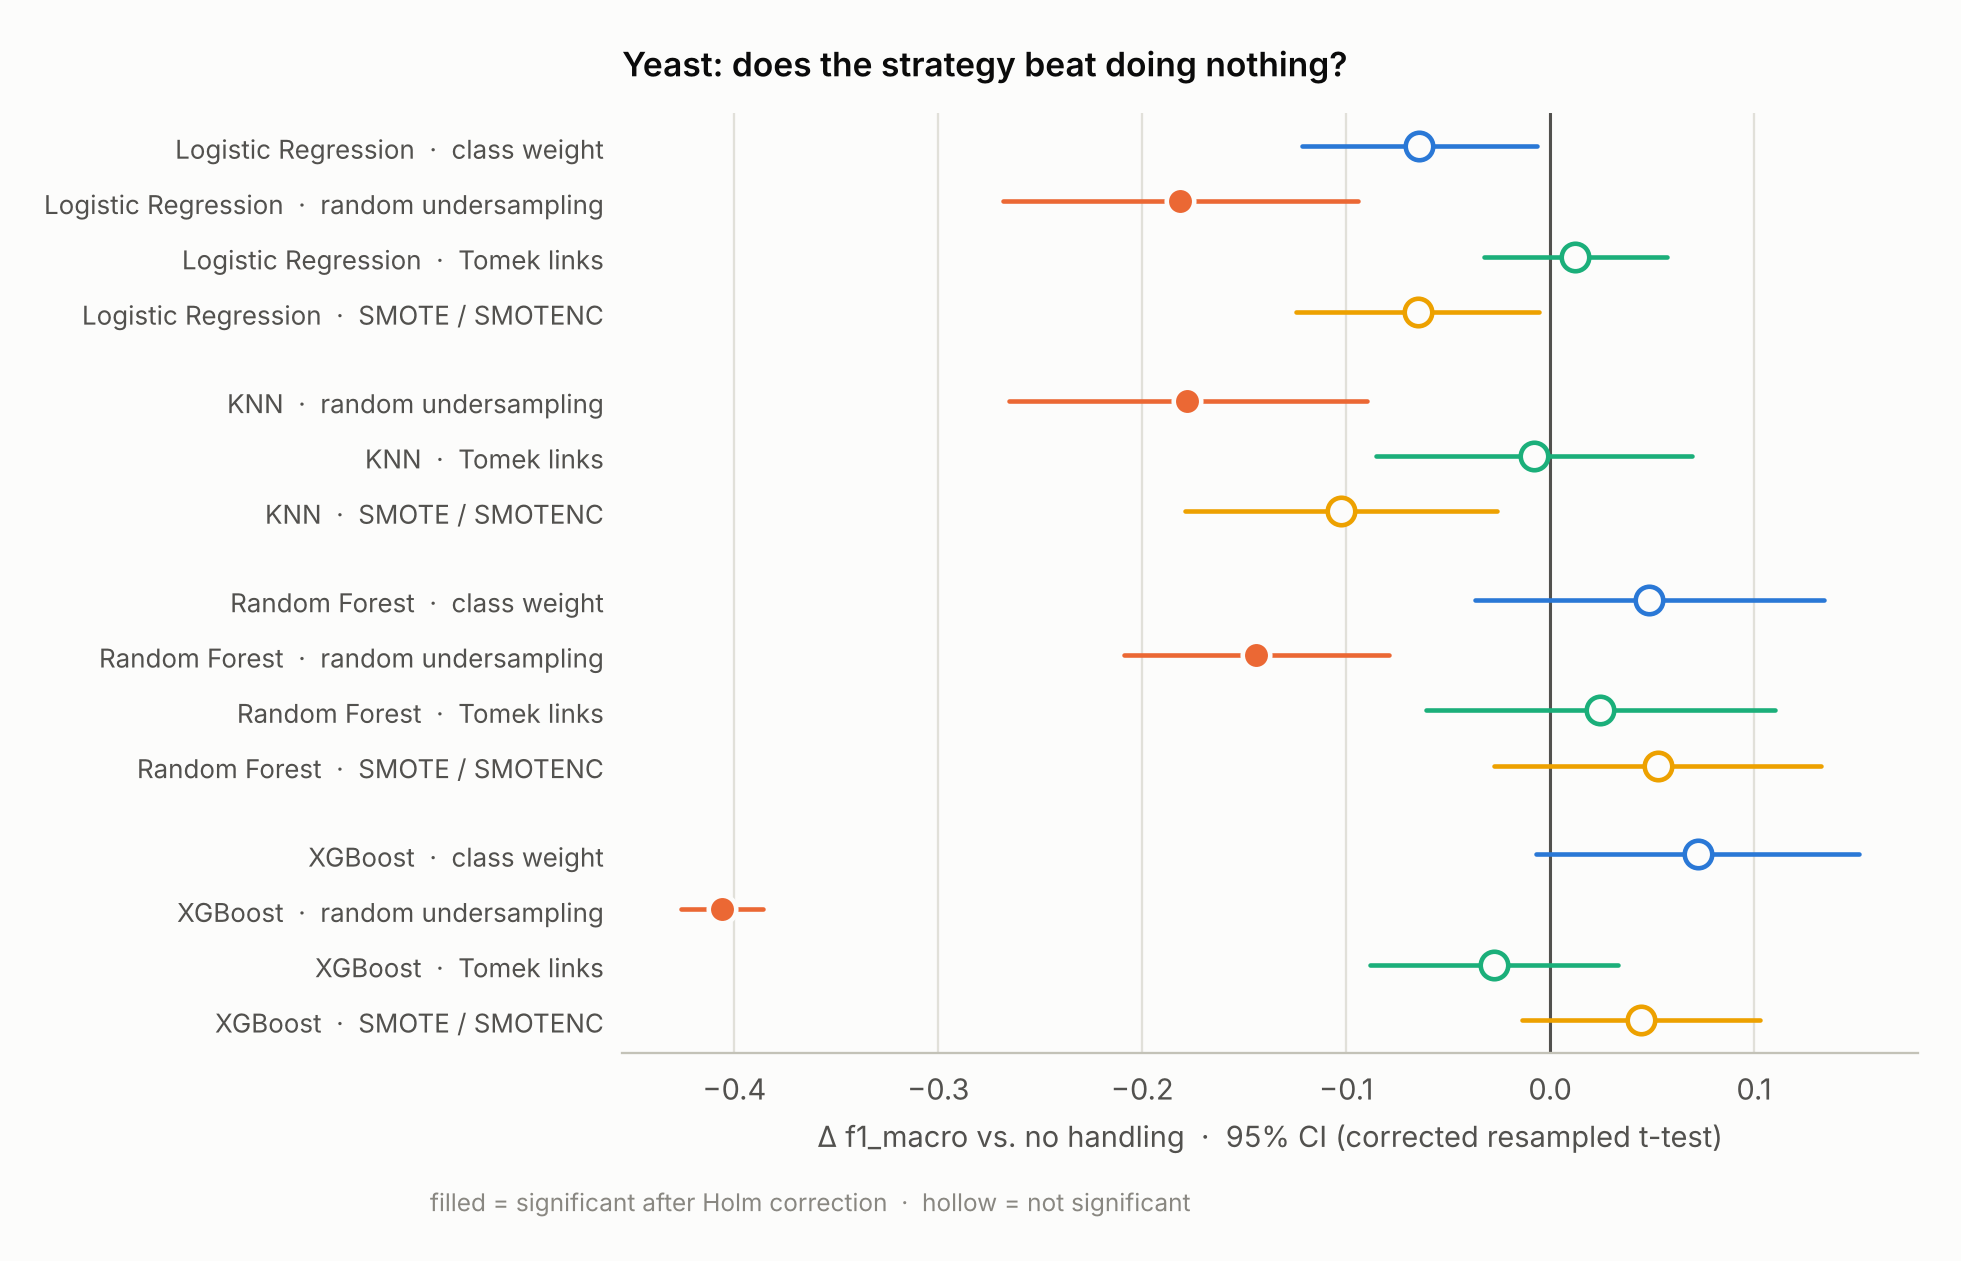 Yeast: does the strategy beat doing nothing?
Logistic Regression · class weight
Logistic Regression · random undersampling
Logistic Regression · Tomek links
Logistic Regression · SMOTE / SMOTENC
KNN · random undersampling
KNN · Tomek links
KNN · SMOTE / SMOTENC
Random Forest · class weight
Random Forest · random undersampling
Random Forest · Tomek links
Random Forest · SMOTE / SMOTENC
XGBoost · class weight
XGBoost · random undersampling
XGBoost · Tomek links
XGBoost · SMOTE / SMOTENC
−0.4 −0.3 −0.2 −0.1 0.0 0.1
Δ f1_macro vs. no handling · 95% CI (corrected resampled t-test)
filled = significant after Holm correction · hollow = not significant